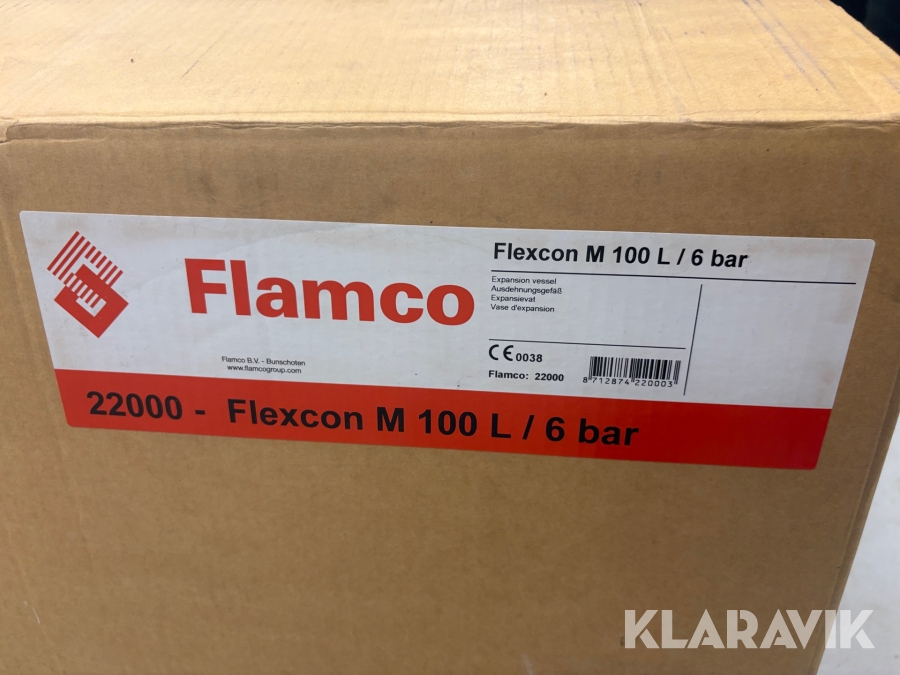 Flamco
Flamco B.V. - Bunschoten
www.flamcogroup.com
Flexcon M 100 L / 6 bar
Expansion vessel
Ausdehnungsgefäß
Expansievat
Vase d'expansion
CE 0038
Flamco: 22000
8 712874 220003
22000 - Flexcon M 100 L / 6 bar
KLARAVIK